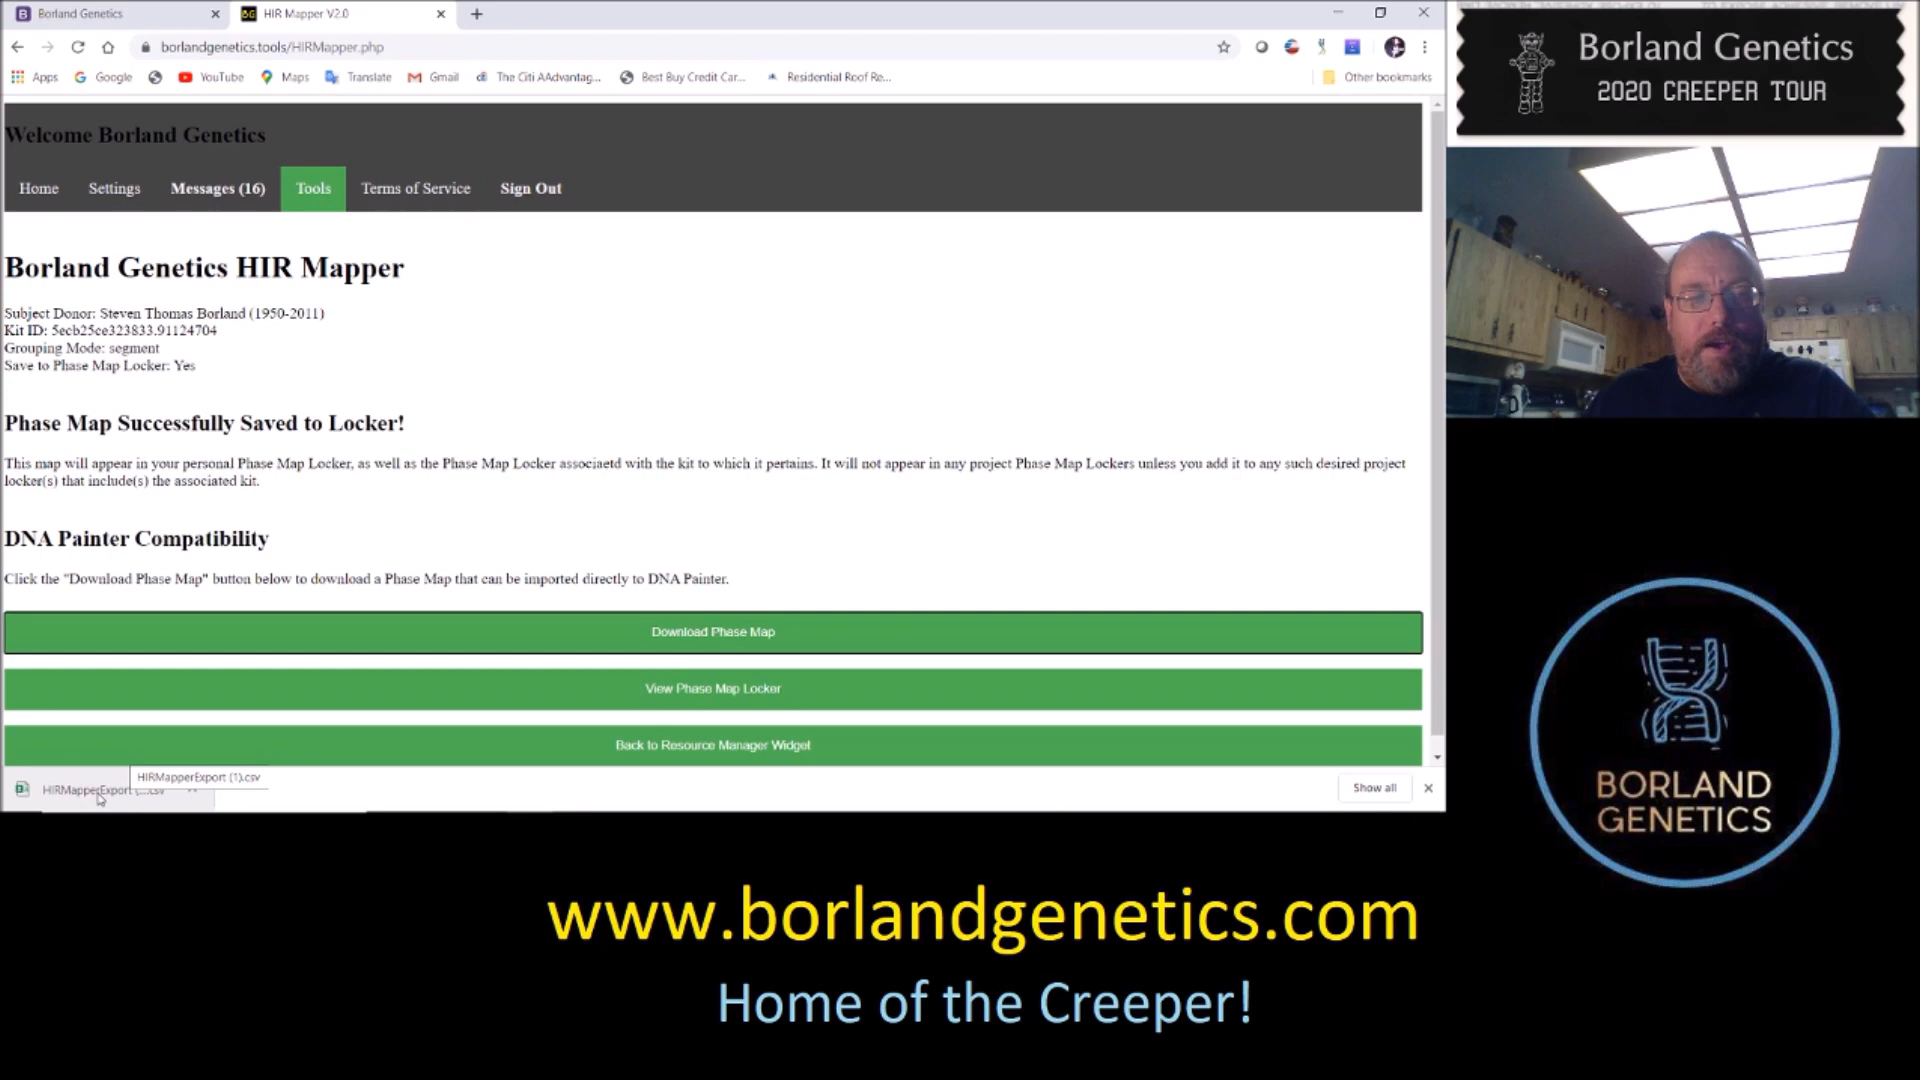 Borland Genetics
HIR Mapper V2.0
borlandgenetics.tools/HIRMapper.php
Apps
Google
YouTube
Maps
Translate
Gmail
The Citi AAdvantag...
Best Buy Credit Car...
Residential Roof Re...
Other bookmarks
Welcome Borland Genetics
Home
Settings
Messages (16)
Tools
Terms of Service
Sign Out
Borland Genetics HIR Mapper
Subject Donor: Steven Thomas Borland (1950-2011)
Kit ID: 5ecb25ce323833.91124704
Grouping Mode: segment
Save to Phase Map Locker: Yes
Phase Map Successfully Saved to Locker!
This map will appear in your personal Phase Map Locker, as well as the Phase Map Locker associaetd with the kit to which it pertains. It will not appear in any project Phase Map Lockers unless you add it to any such desired project
locker(s) that include(s) the associated kit.
DNA Painter Compatibility
Click the "Download Phase Map" button below to download a Phase Map that can be imported directly to DNA Painter.
Download Phase Map
View Phase Map Locker
Back to Resource Manager Widget
HIRMapperExport (1).csv
HIRMapperExport (....csv
Show all
Borland Genetics
2020 CREEPER TOUR
BORLAND
GENETICS
www.borlandgenetics.com
Home of the Creeper!